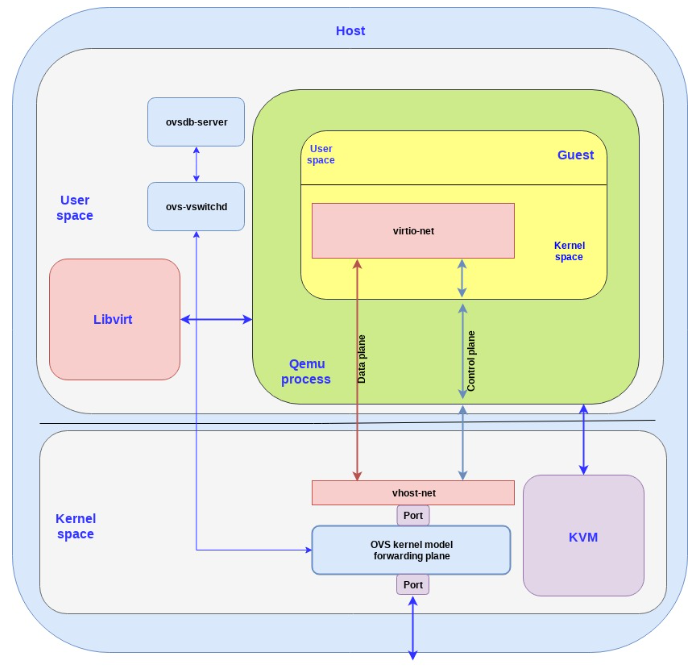 Host
ovsdb-server
User
space
Guest
ovs-vswitchd
User
space
virtio-net
Kernel
space
Libvirt
Qemu
process
Data plane
Control plane
vhost-net
Port
Kernel
space
OVS kernel model
forwarding plane
KVM
Port